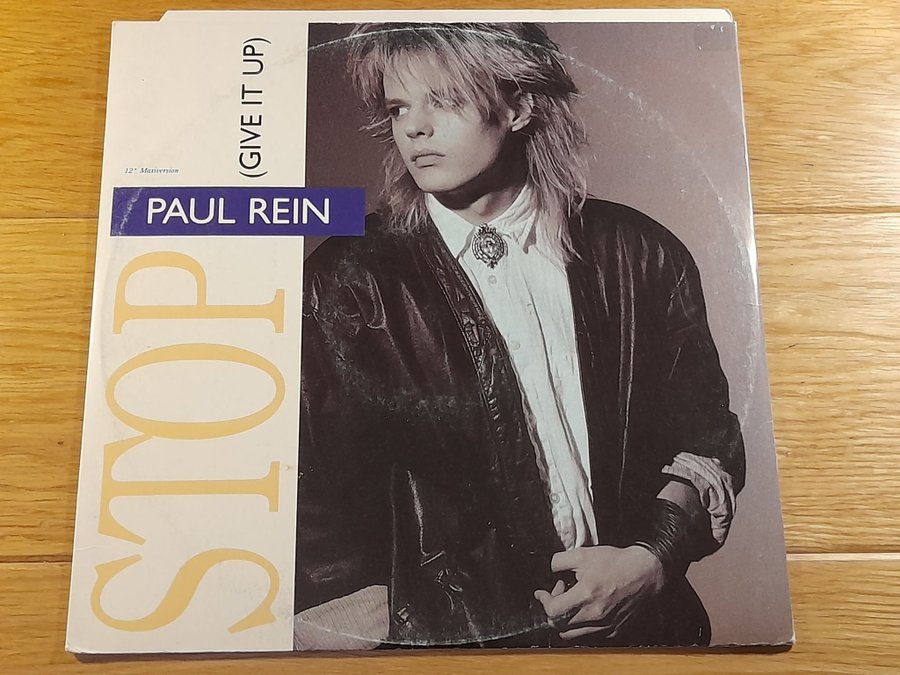 (GIVE IT UP)
12" Maxiversion
PAUL REIN
STOP